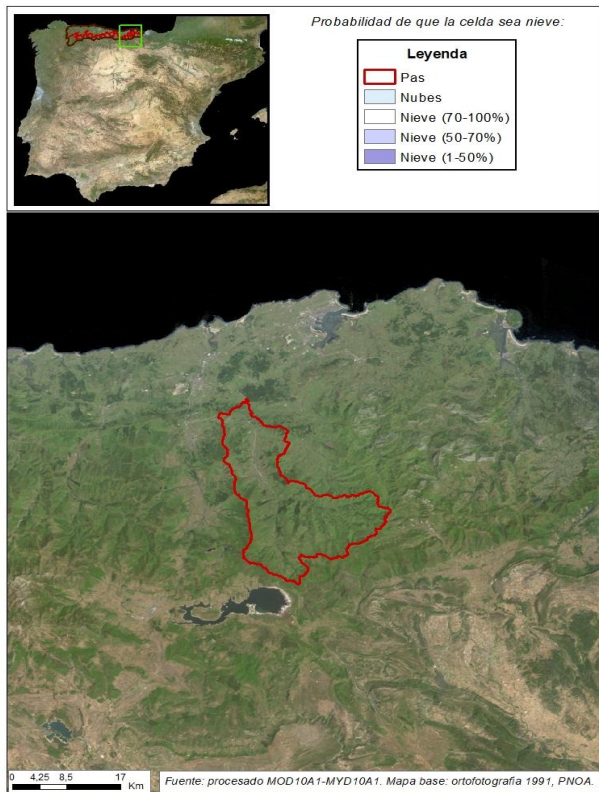 Probabilidad de que la celda sea nieve:
Leyenda
Pas
Nubes
Nieve (70-100%)
Nieve (50-70%)
Nieve (1-50%)
0 4,25 8,5 17
Km
Fuente: procesado MOD10A1-MYD10A1. Mapa base: ortofotografia 1991, PNOA.